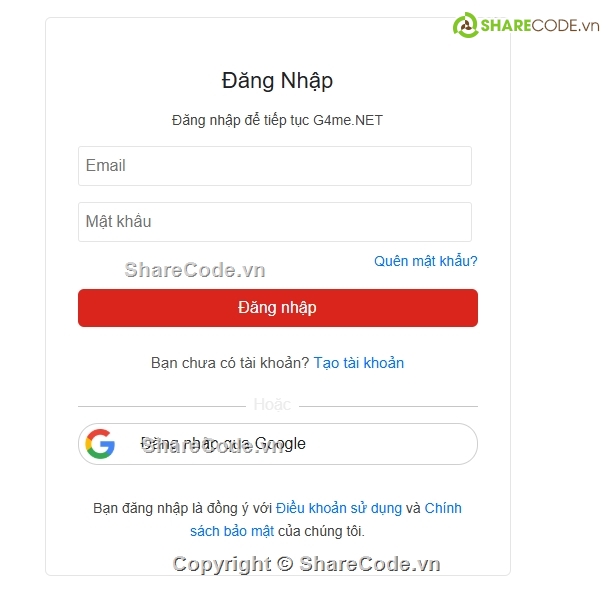 SHARECODE.vn
Đăng Nhập
Đăng nhập để tiếp tục G4me.NET
Email
Mật khẩu
Quên mật khẩu?
ShareCode.vn
Đăng nhập
Bạn chưa có tài khoản? Tạo tài khoản
Hoặc
Đăng nhập qua Google
ShareCode.vn
Bạn đăng nhập là đồng ý với Điều khoản sử dụng và Chính
sách bảo mật của chúng tôi.
Copyright © ShareCode.vn